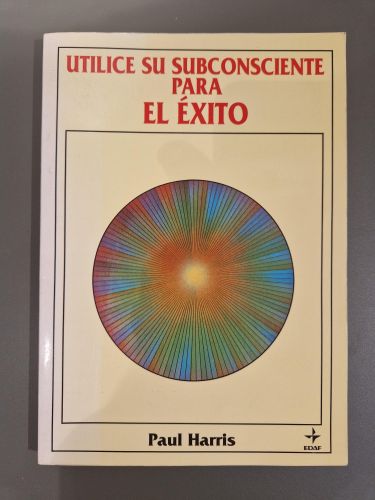 UTILICE SU SUBCONSCIENTE
PARA
EL ÉXITO
Paul Harris
EDAF